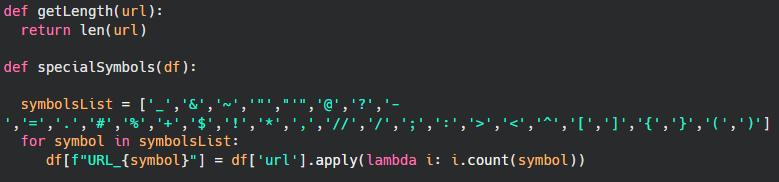 def getLength(url):
  return len(url)
def specialSymbols(df):
  symbolsList = ['_','&','~','"',"'",'@','?','-
','=','.','#','%','+','$','!','*',',','//','/',';',':','>','<','^','[',']','{','}','(',')']
  for symbol in symbolsList:
     df[f"URL_{symbol}"] = df['url'].apply(lambda i: i.count(symbol))